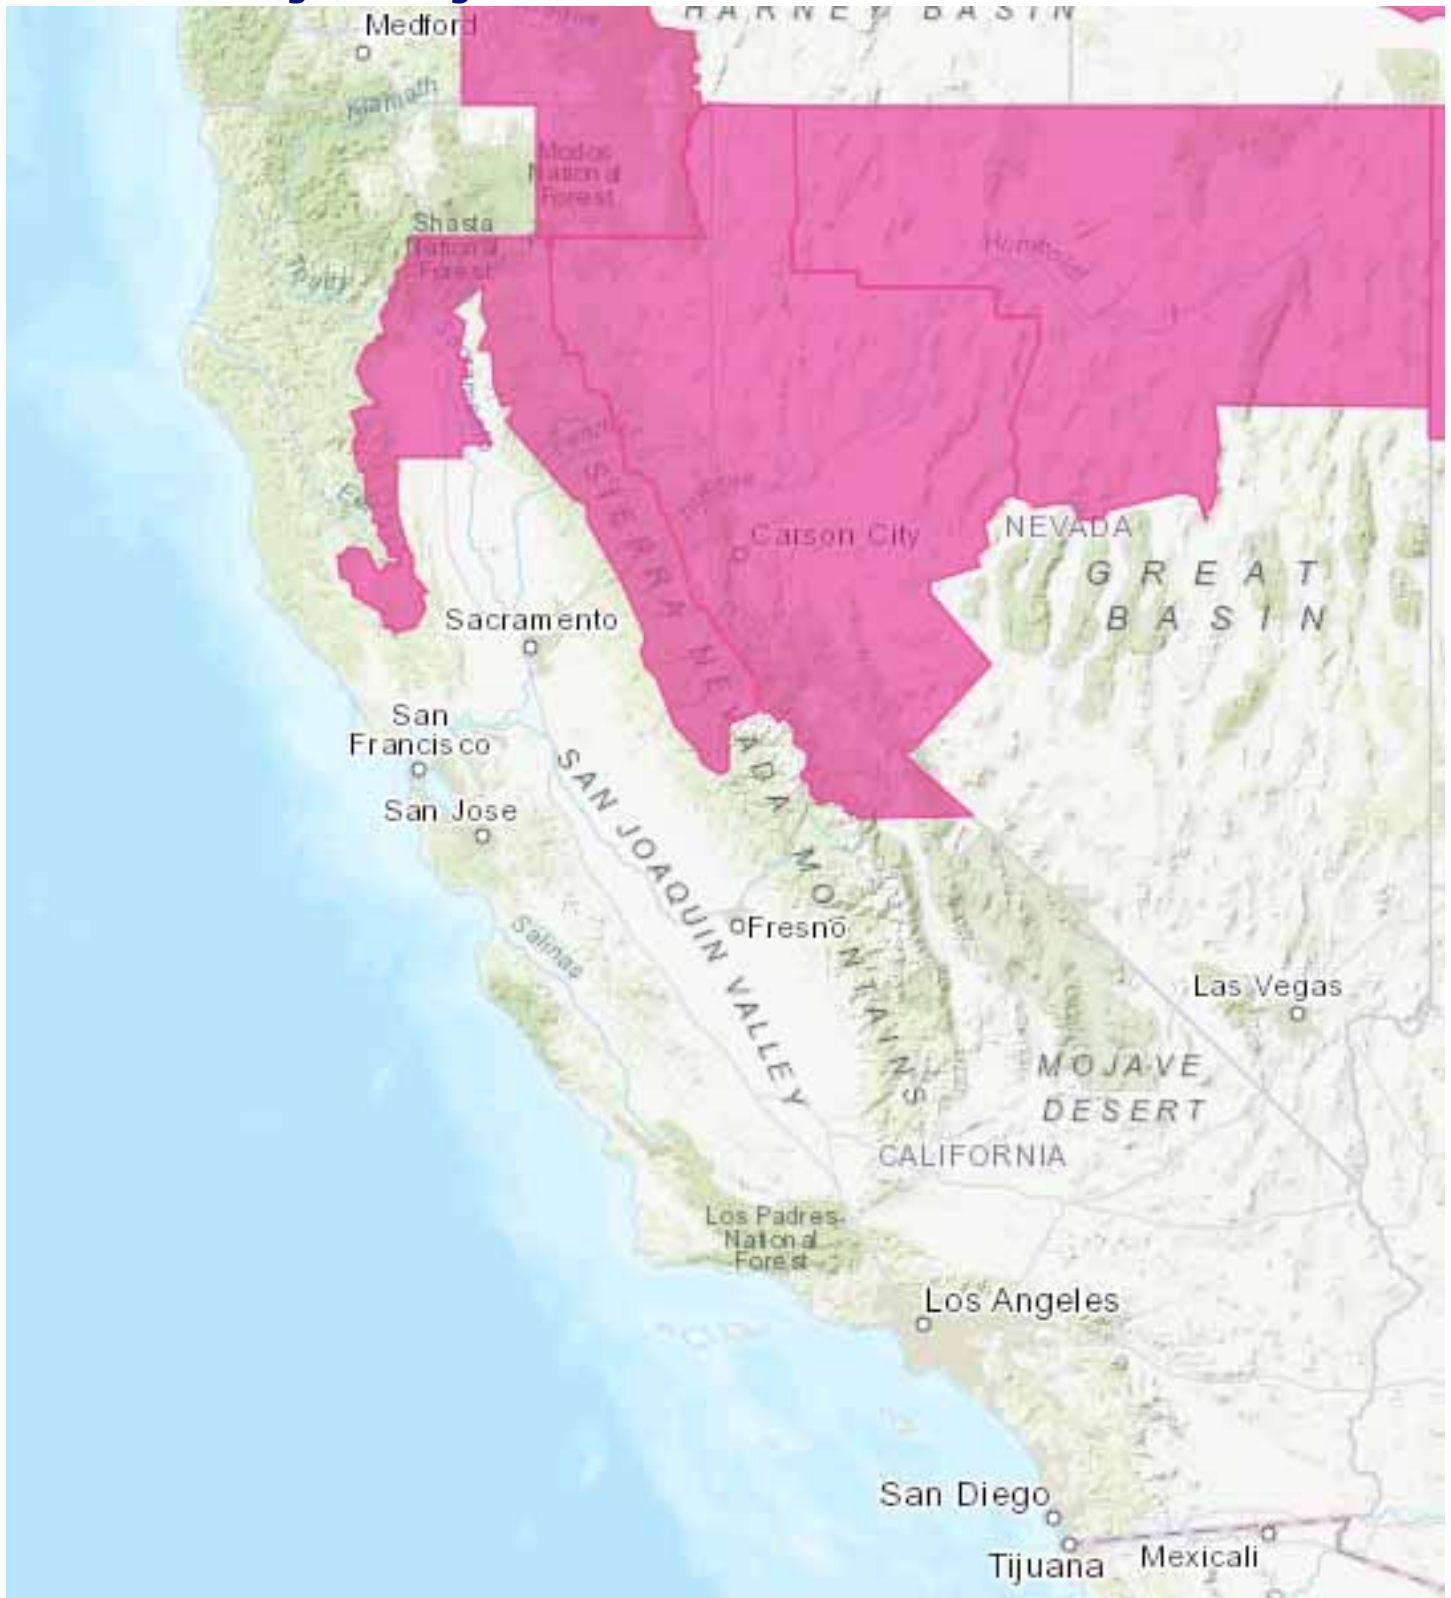 Medford
HARNEY BASIN
Klamath
Modoc
National
Forest
Shasta
National
Forest
Trinity
Humboldt
SIERRA NEVADA MOUNTAINS
Carson City
NEVADA
GREAT
BASIN
Sacramento
San
Francisco
San Jose
SAN JOAQUIN VALLEY
Salinas
Fresno
Las Vegas
MOJAVE
DESERT
CALIFORNIA
Los Padres
National
Forest
Los Angeles
San Diego
Tijuana
Mexicali